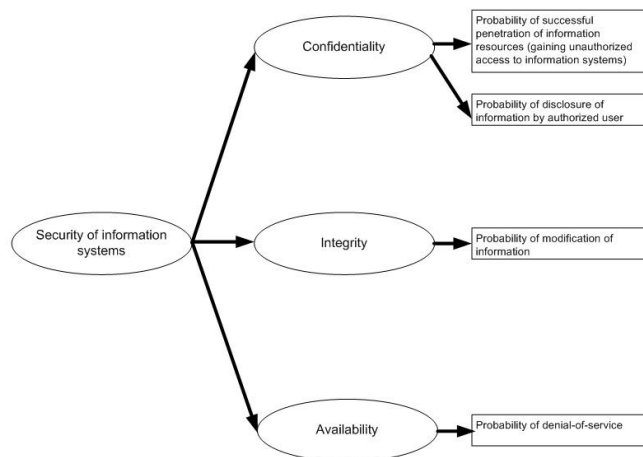 Confidentiality
Probability of successful
penetration of information
resources (gaining unauthorized
access to information systems)
Probability of disclosure of
information by authorized user
Security of information
systems
Integrity
Probability of modification of
information
Availability
Probability of denial-of-service